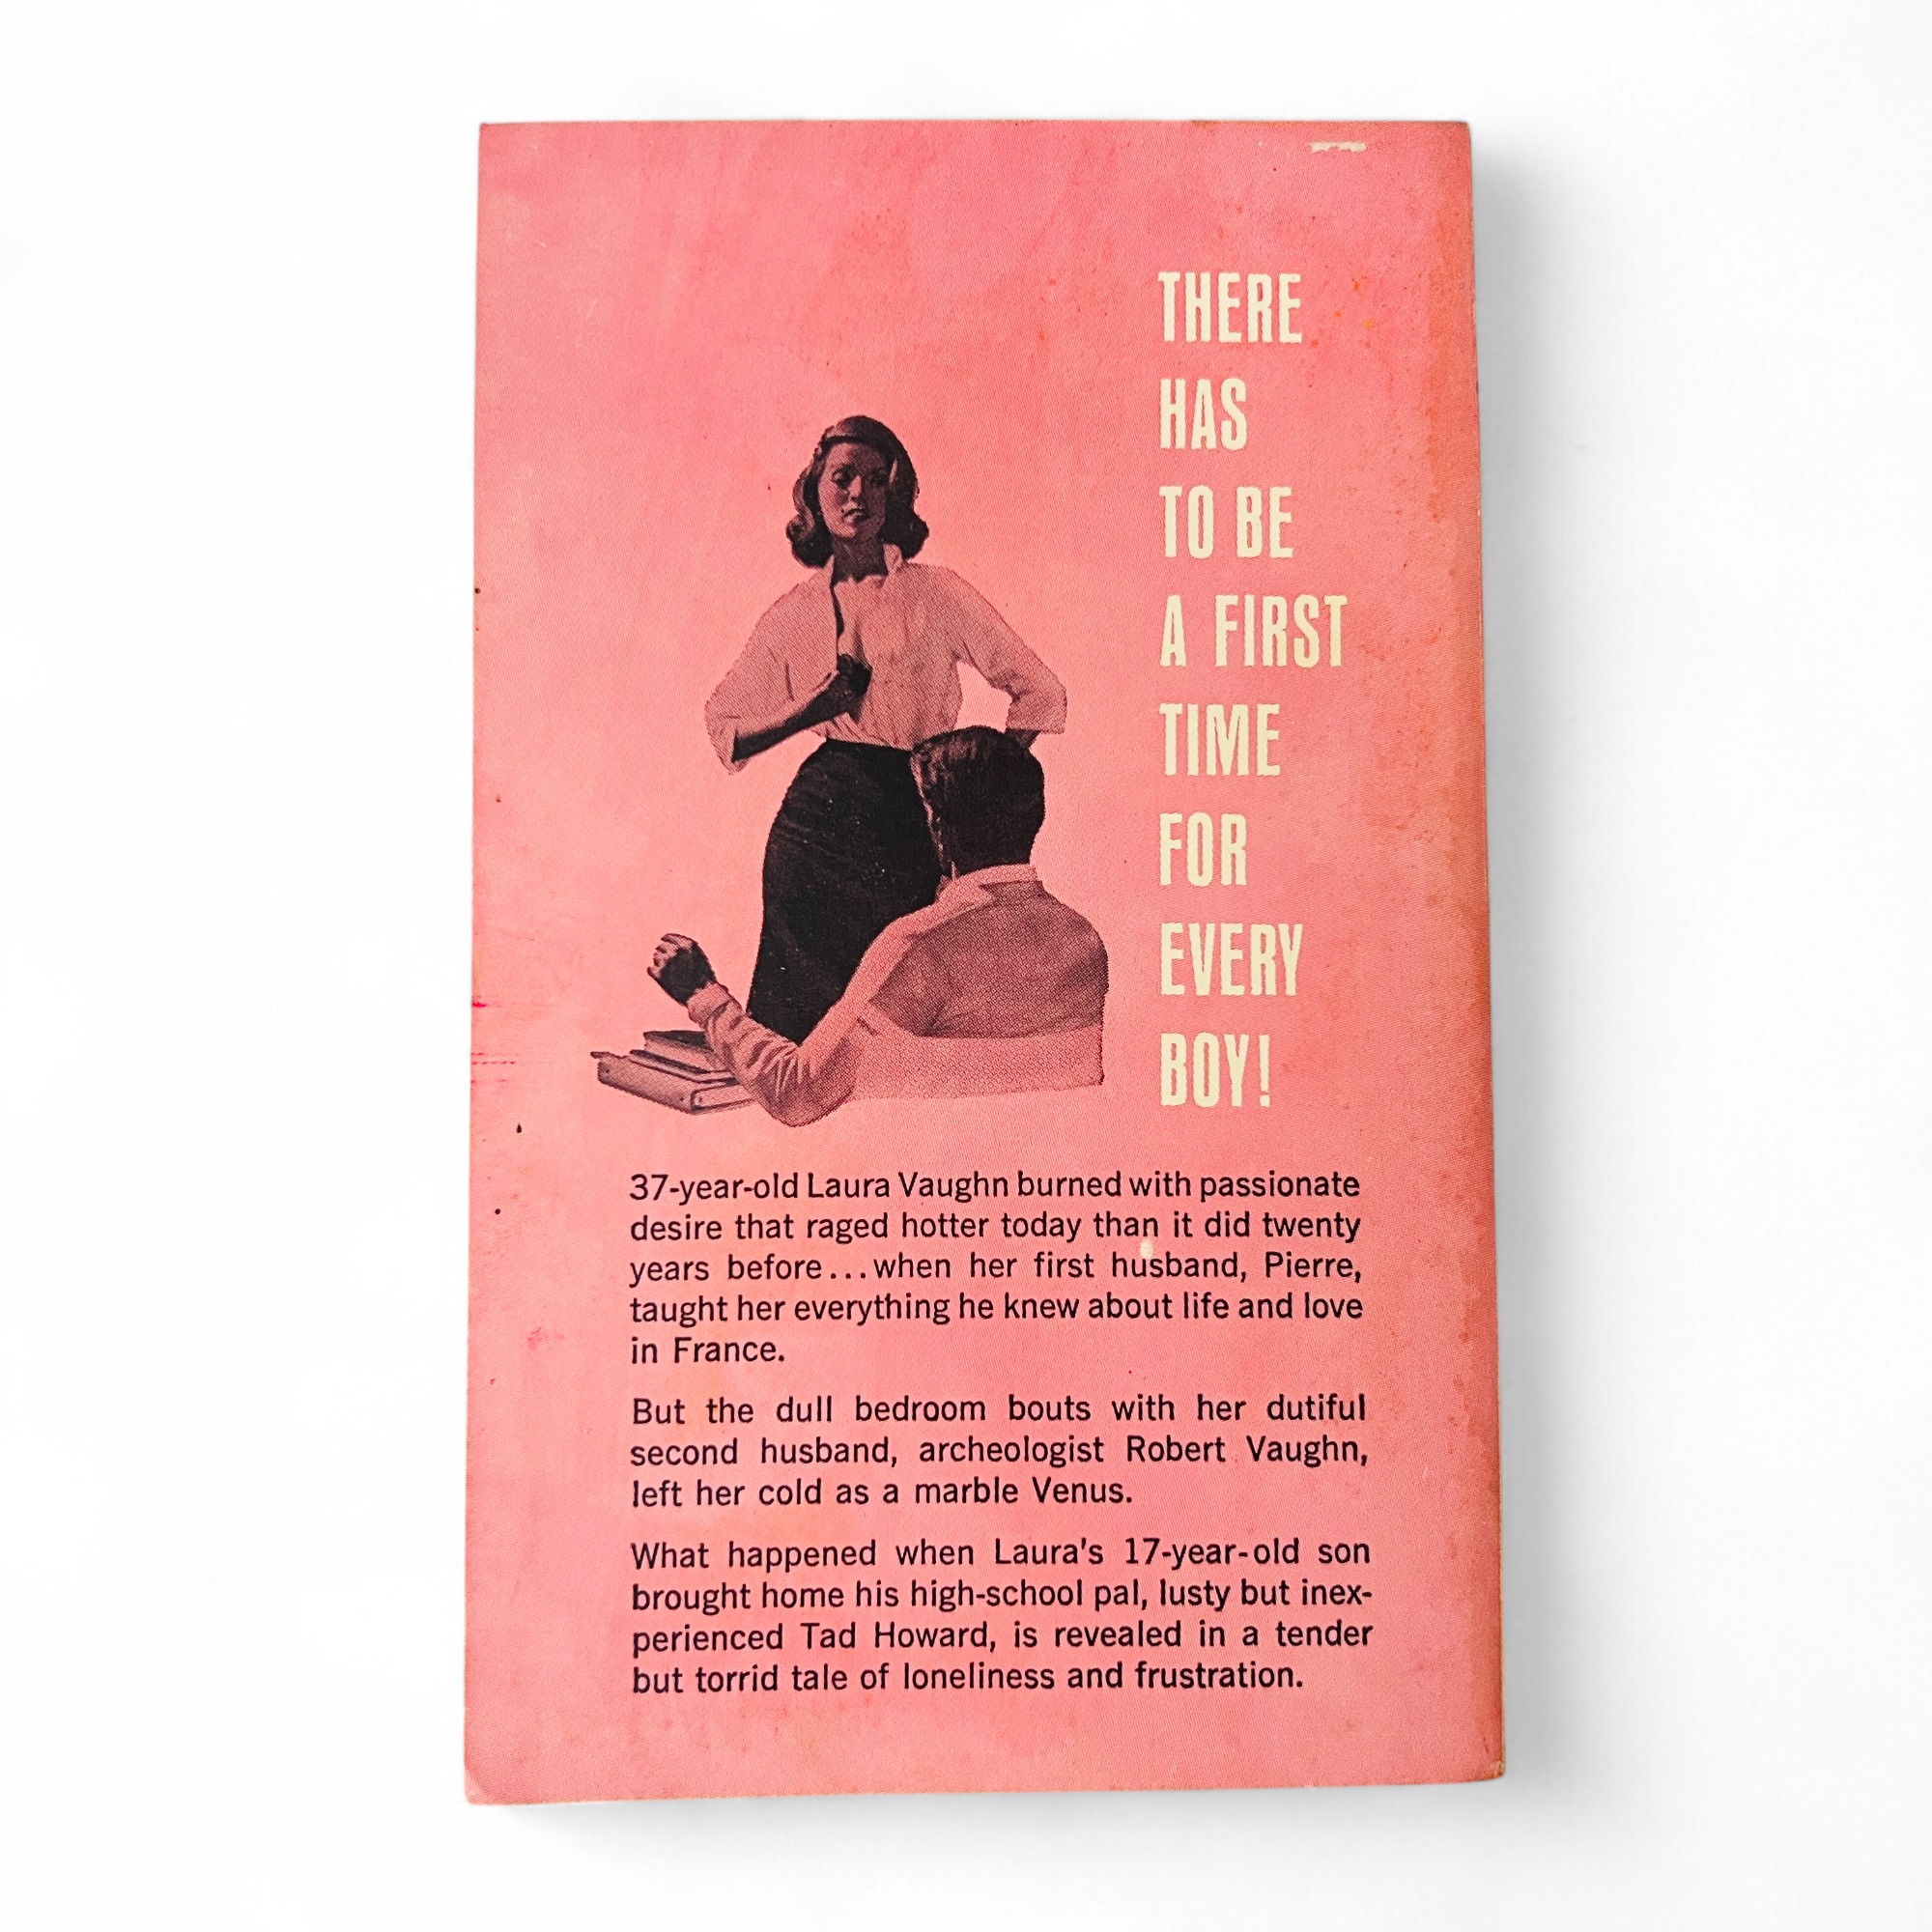 THERE
HAS
TO BE
A FIRST
TIME
FOR
EVERY
BOY!
37-year-old Laura Vaughn burned with passionate
desire that raged hotter today than it did twenty
years before...when her first husband, Pierre,
taught her everything he knew about life and love
in France.
But the dull bedroom bouts with her dutiful
second husband, archeologist Robert Vaughn,
left her cold as a marble Venus.
What happened when Laura's 17-year-old son
brought home his high-school pal, lusty but inex-
perienced Tad Howard, is revealed in a tender
but torrid tale of loneliness and frustration.